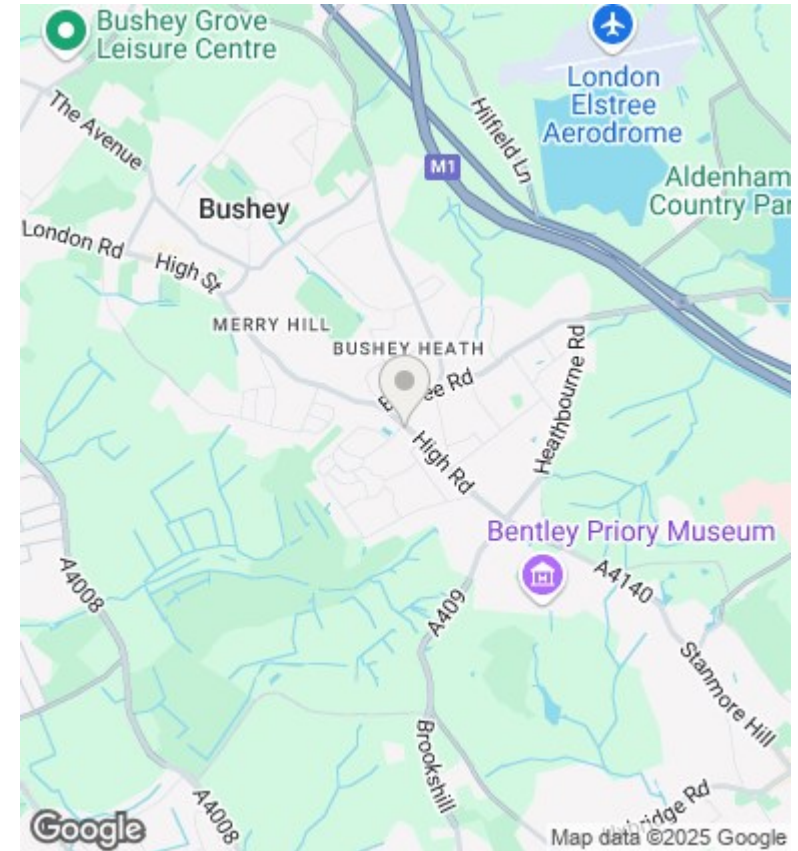 Bushey Grove
Leisure Centre
London
Elstree
Aerodrome
The Avenue
Hilfield Ln
M1
Aldenham
Country Par
Bushey
London Rd
High St
MERRY HILL
BUSHEY HEATH
ee Rd
Heathbourne Rd
High Rd
Bentley Priory Museum
A4008
A4140
A409
Stanmore Hill
Brookshill
A4008
bridge Rd
Google
Map data ©2025 Google